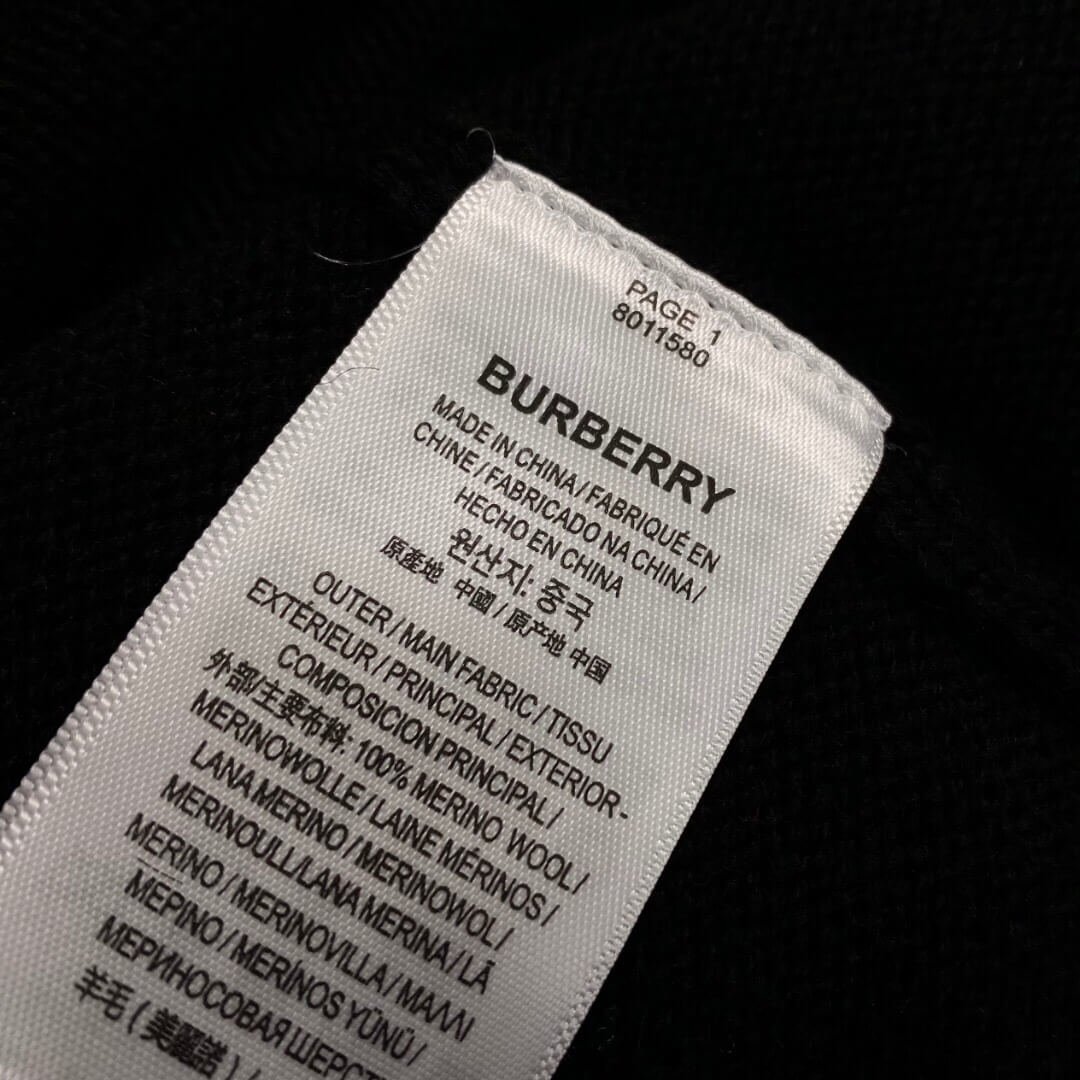 PAGE 1
8011580
BURBERRY
MADE IN CHINA/FABRIQUÉ EN
CHINE/FABRICADO NA CHINA/
HECHO EN CHINA
원산지: 중국
原產地 中國/原产地 中国
OUTER/MAIN FABRIC/TISSU
EXTÉRIEUR/PRINCIPAL/EXTERIOR-
COMPOSICION PRINCIPAL/
外部/主要布料: 100% MERINO WOOL/
MERINOWOLLE/LAINE MÉRINOS/
LANA MERINO/MERINOWOL/
MERINOULL/LANA MERINA/LÃ
MERINO/MERINOVILLA/ΜΑΛΛΙ
ΜΕΡΙΝΟ/MERİNOS YÜNÜ/
МЕРИНОСОВАЯ ШЕРСТ
羊毛(美麗諾)/